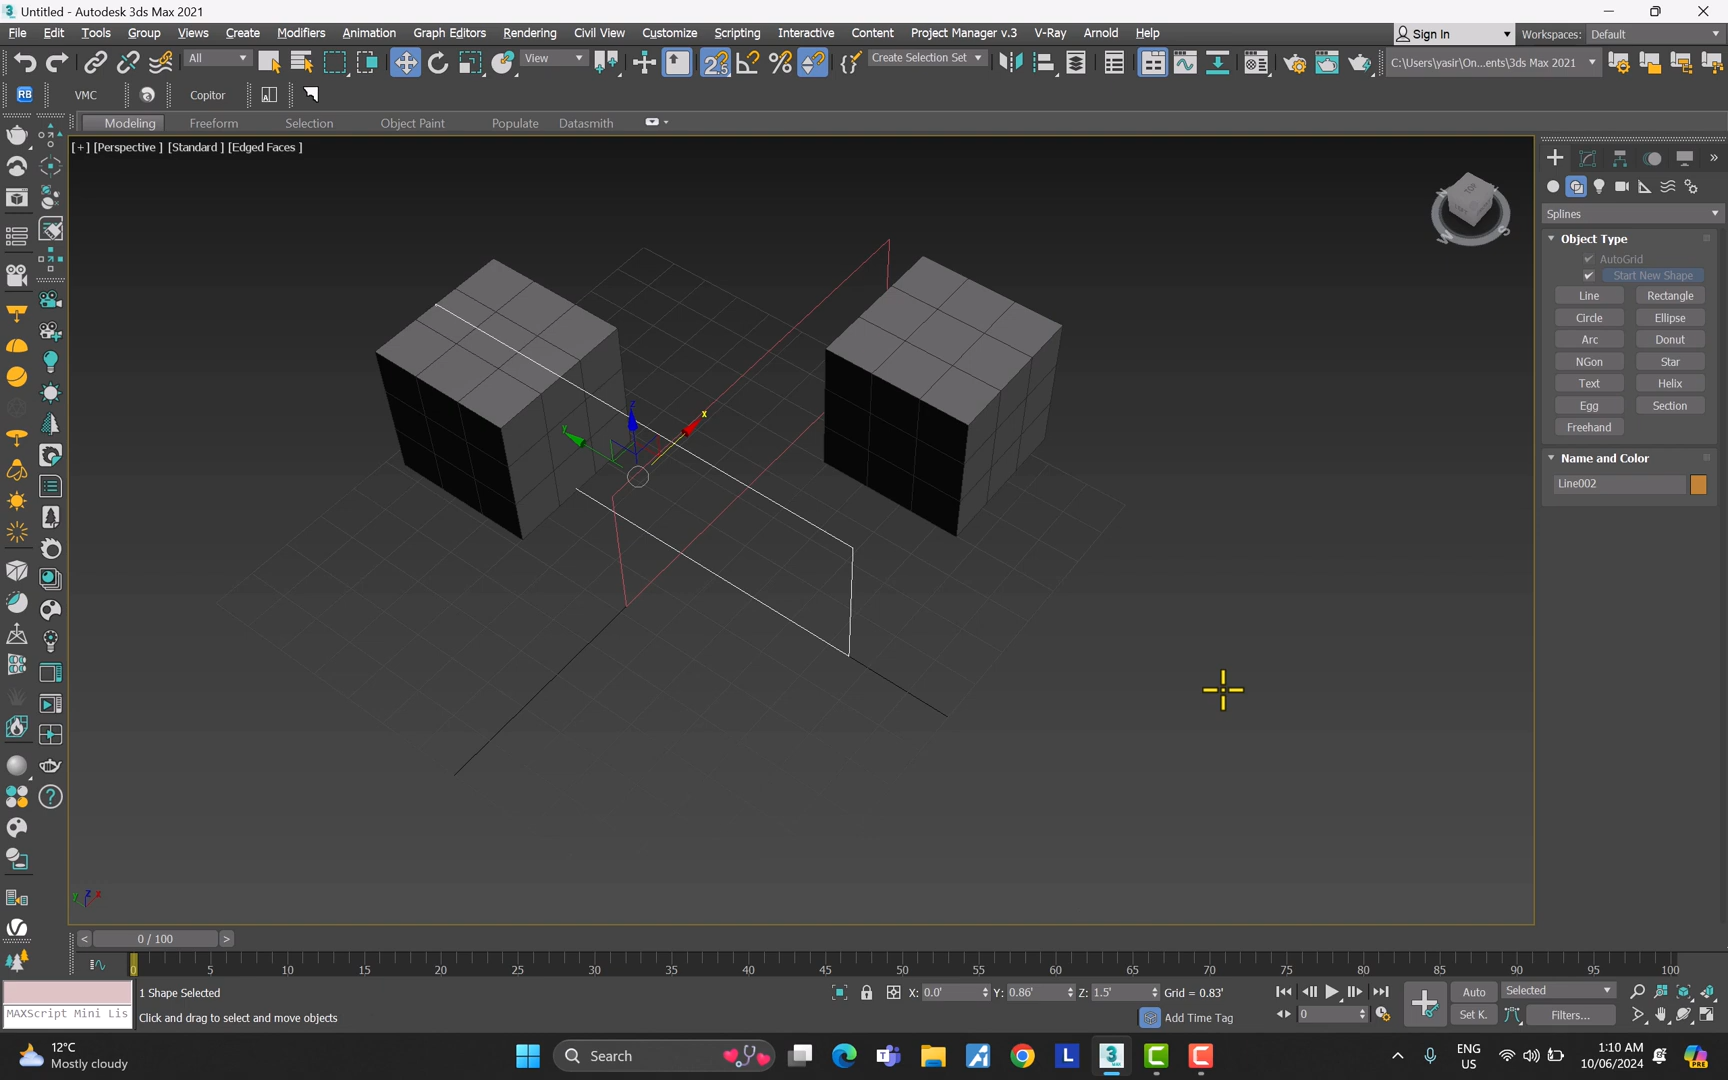 Untitled - Autodesk 3ds Max 2021
File Edit Tools Group Views Create Modifiers Animation Graph Editors Rendering Civil View Customize Scripting Interactive Content Project Manager v.3 V-Ray Arnold Help
Sign In Workspaces: Default
All View Create Selection Set C:\Users\yasir\On...ents\3ds Max 2021
RB VMC Copitor
Modeling Freeform Selection Object Paint Populate Datasmith
[+] [Perspective ] [Standard ] [Edged Faces ]
Splines
Object Type
AutoGrid
Start New Shape
Line Rectangle
Circle Ellipse
Arc Donut
NGon Star
Text Helix
Egg Section
Freehand
Name and Color
Line002
TOP
x
y
z
y z x
< 0 / 100 >
0 5 10 15 20 25 30 35 40 45 50 55 60 65 70 75 80 85 90 95 100
1 Shape Selected
X: 0.0' Y: 0.86' Z: 1.5' Grid = 0.83'
Auto Selected
MAXScript Mini Lis
Click and drag to select and move objects
Add Time Tag
0
Set K. Filters...
12°C
Mostly cloudy
Search
L
3
ENG
US
1:10 AM
10/06/2024
PRE